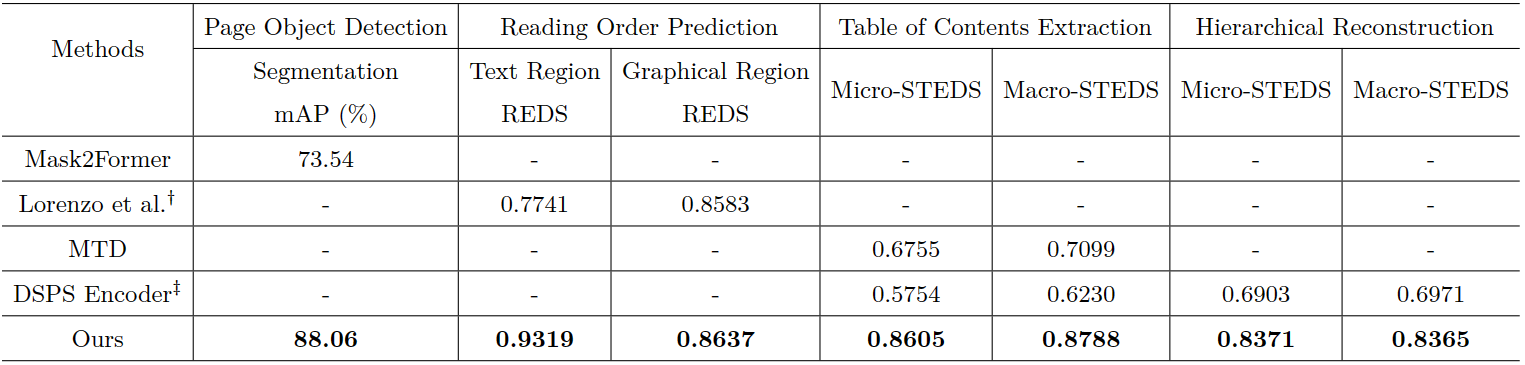 Methods Page Object Detection Reading Order Prediction Table of Contents Extraction Hierarchical Reconstruction
Segmentation mAP (%) Text Region REDS Graphical Region REDS Micro-STEDS Macro-STEDS Micro-STEDS Macro-STEDS
Mask2Former 73.54 - - - - - -
Lorenzo et al.† - 0.7741 0.8583 - - - -
MTD - - - 0.6755 0.7099 - -
DSPS Encoder‡ - - - 0.5754 0.6230 0.6903 0.6971
Ours 88.06 0.9319 0.8637 0.8605 0.8788 0.8371 0.8365